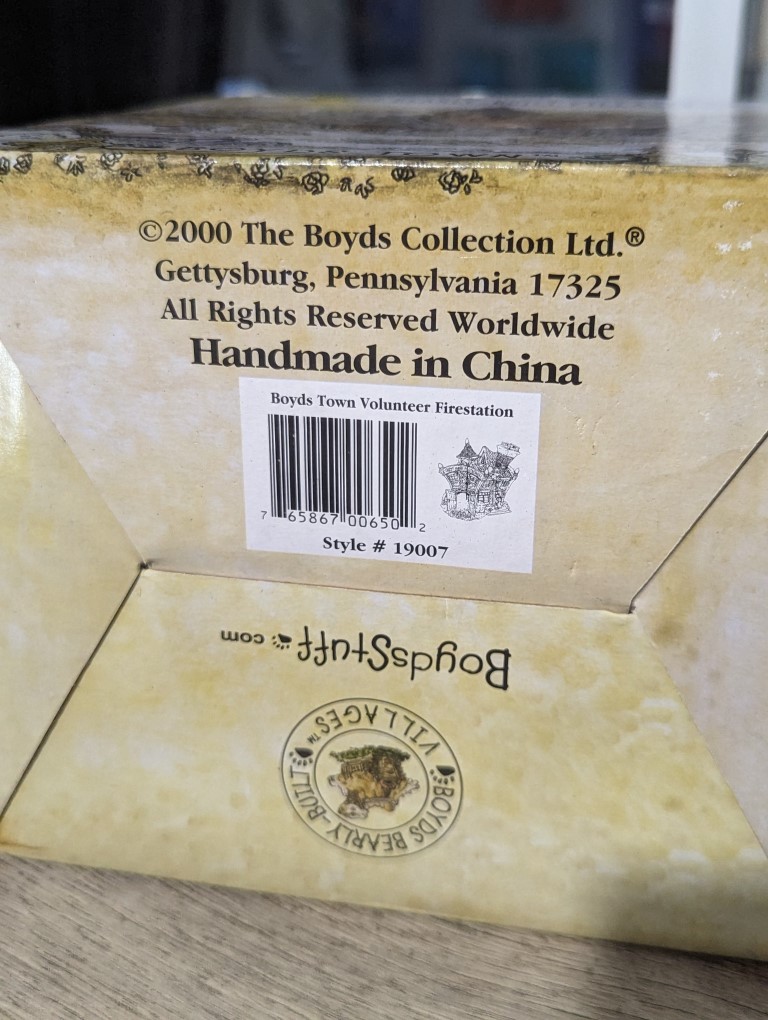 ©2000 The Boyds Collection Ltd.®
Gettysburg, Pennsylvania 17325
All Rights Reserved Worldwide
Handmade in China
Boyds Town Volunteer Firestation
7 65867 00650 2
Style # 19007
BoydsStuff.com
BOYDS BEARLY-BUILT VILLAGES™